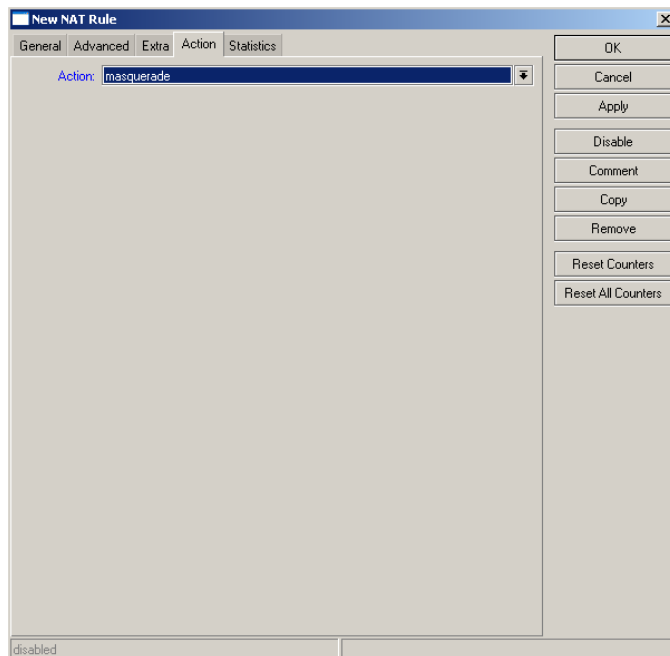 New NAT Rule
General Advanced Extra Action Statistics
Action: masquerade
OK
Cancel
Apply
Disable
Comment
Copy
Remove
Reset Counters
Reset All Counters
disabled